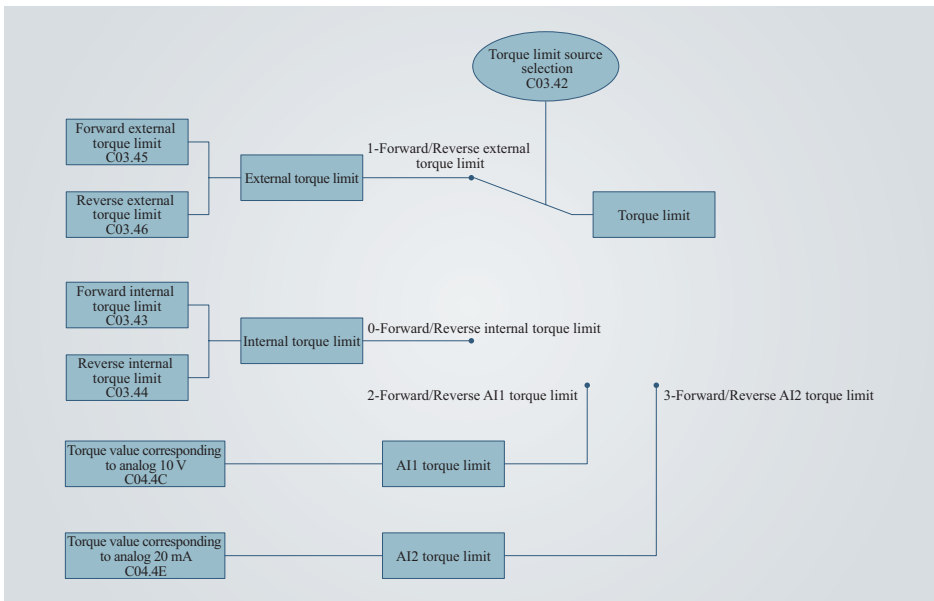 Torque limit source
selection
C03.42
Forward external
torque limit
C03.45
1-Forward/Reverse external
torque limit
External torque limit
Reverse external
torque limit
C03.46
Torque limit
Forward internal
torque limit
C03.43
0-Forward/Reverse internal torque limit
Internal torque limit
Reverse internal
torque limit
C03.44
2-Forward/Reverse AI1 torque limit
3-Forward/Reverse AI2 torque limit
Torque value corresponding
to analog 10 V
C04.4C
AI1 torque limit
Torque value corresponding
to analog 20 mA
C04.4E
AI2 torque limit